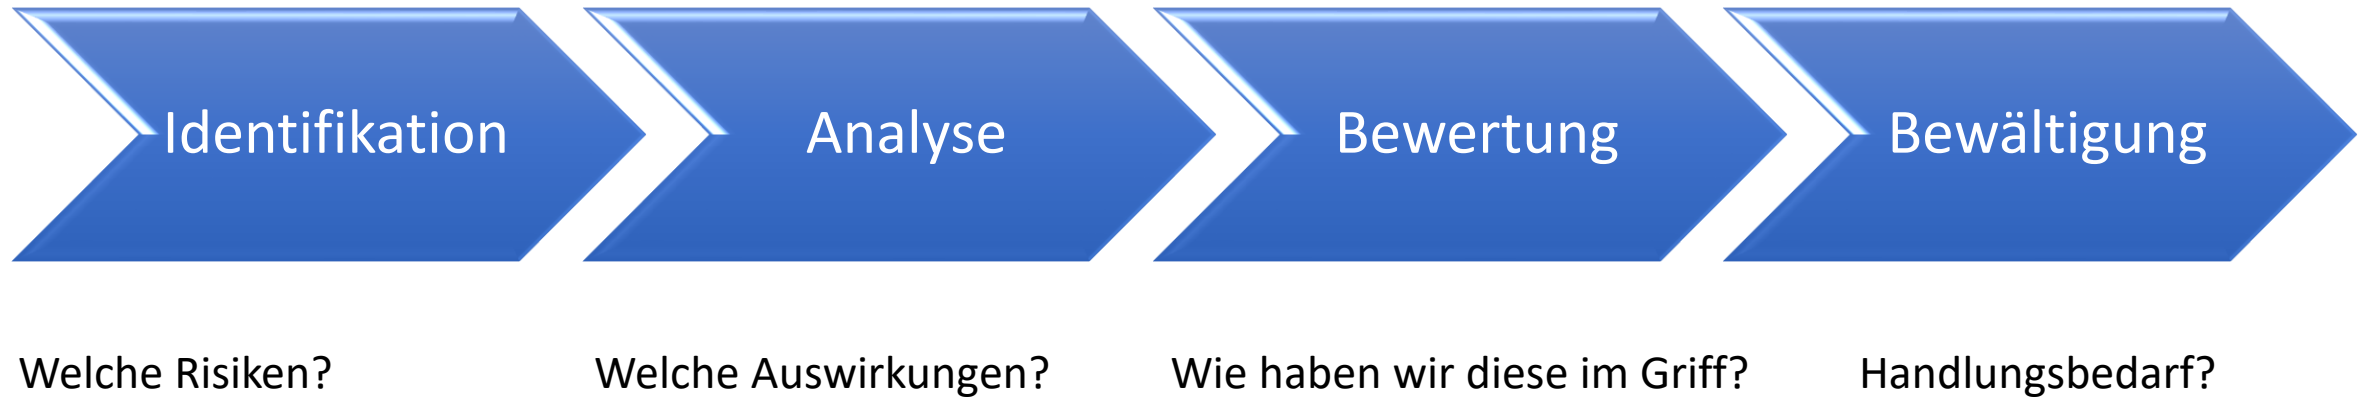 Identifikation
Analyse
Bewertung
Bewältigung
Welche Risiken?
Welche Auswirkungen?
Wie haben wir diese im Griff?
Handlungsbedarf?